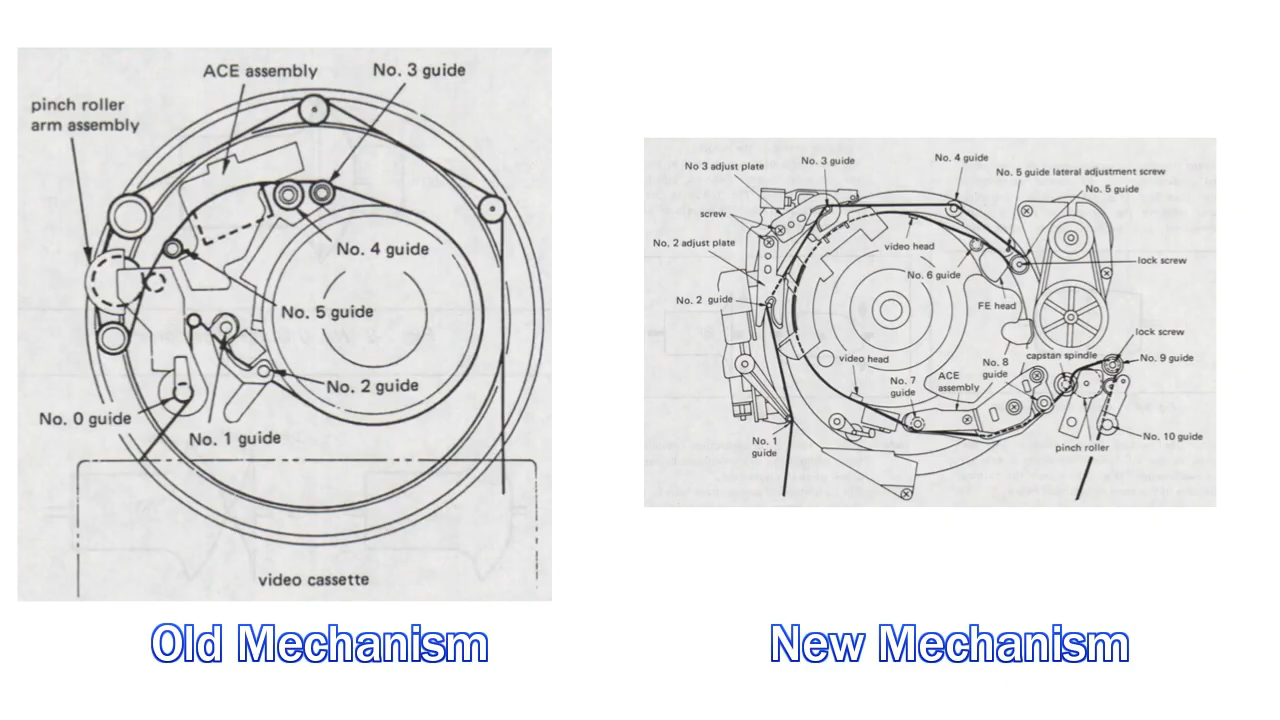 ACE assembly
No. 3 guide
pinch roller
arm assembly
No. 4 guide
No. 5 guide
No. 2 guide
No. 0 guide
No. 1 guide
video cassette
Old Mechanism
No 3 adjust plate
No. 3 guide
No. 4 guide
No. 5 guide lateral adjustment screw
No. 5 guide
screw
No. 2 adjust plate
video head
No. 6 guide
lock screw
No. 2 guide
FE head
lock screw
video head
No. 8
guide
capstan spindle
No. 9 guide
No. 7
guide
ACE
assembly
No. 1
guide
No. 10 guide
pinch roller
New Mechanism